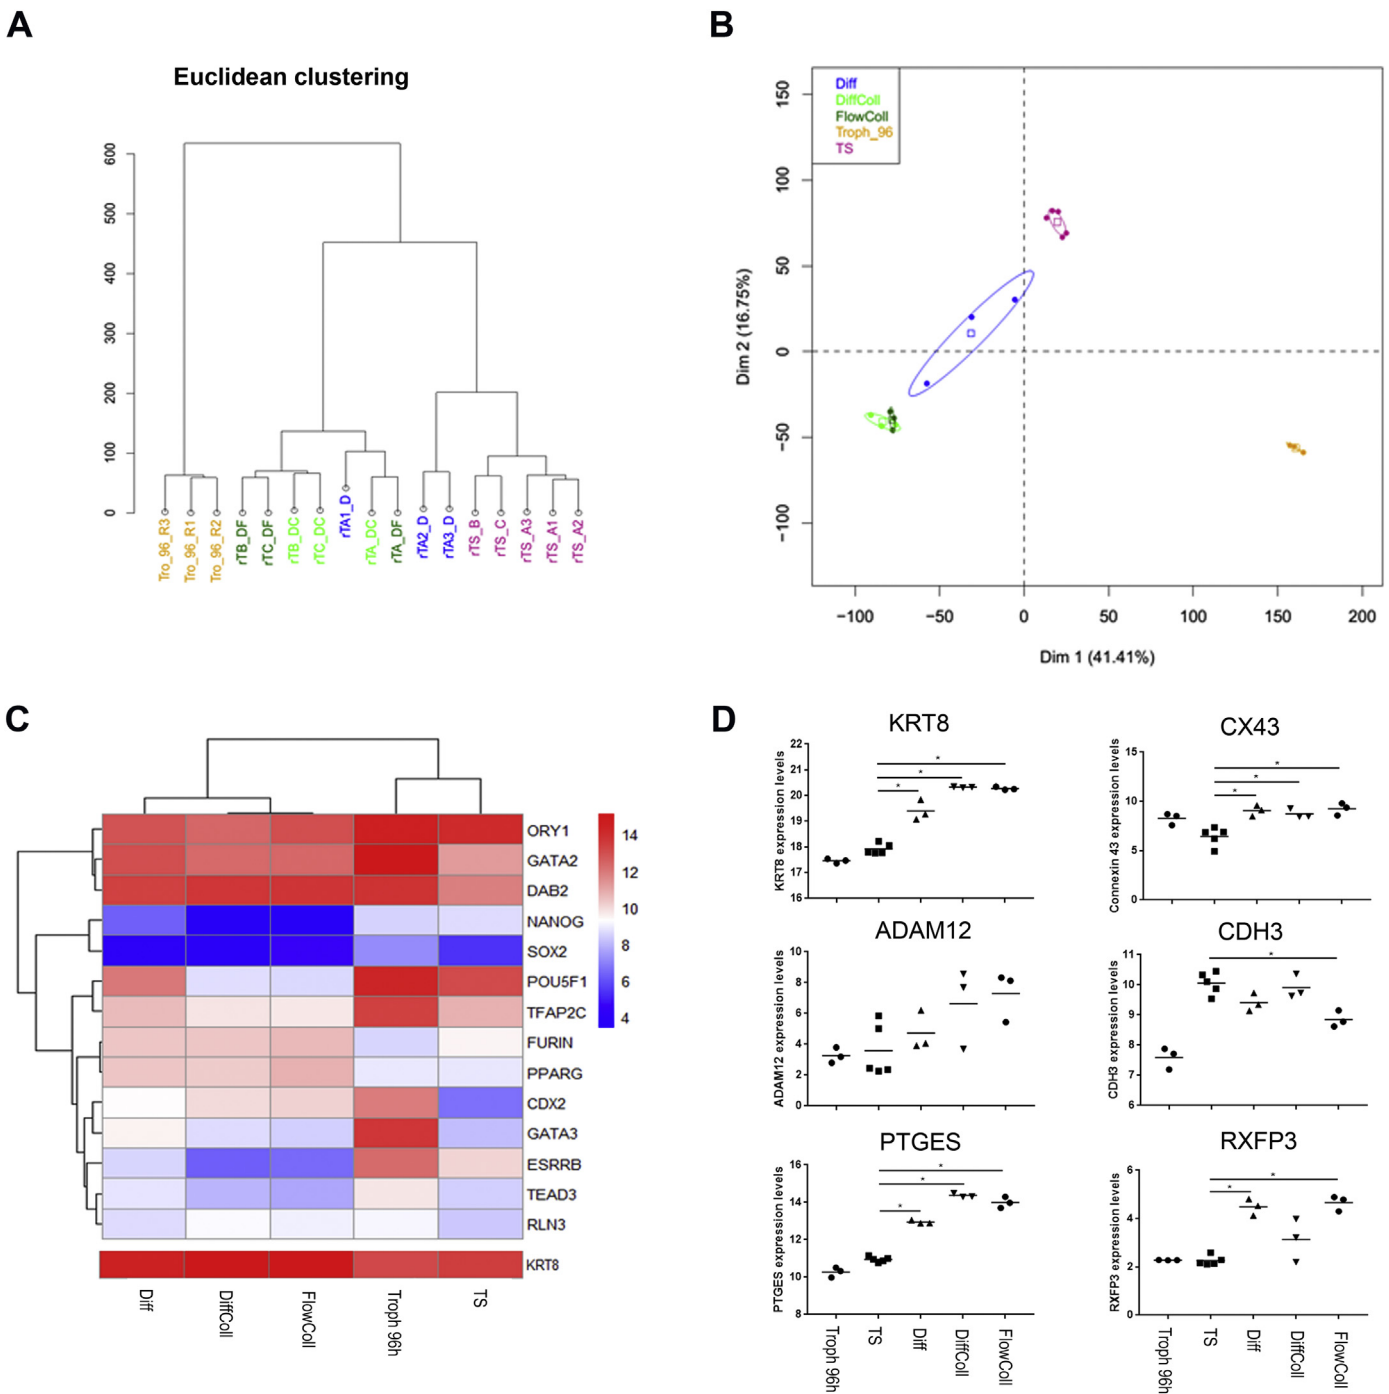 A
Euclidean clustering
600
500
400
300
200
100
0
Tro_96_R3
Tro_96_R1
Tro_96_R2
rTB_DF
rTC_DF
rTB_DC
rTC_DC
rTA1_D
rTA_DC
rTA_DF
rTA2_D
rTA3_D
rTS_B
rTS_C
rTS_A3
rTS_A1
rTS_A2
B
Diff
DiffColl
FlowColl
Troph_96
TS
Dim 2 (16.75%)
150
100
50
0
−50
−100
−100
−50
0
50
100
150
200
Dim 1 (41.41%)
C
ORY1
GATA2
DAB2
NANOG
SOX2
POU5F1
TFAP2C
FURIN
PPARG
CDX2
GATA3
ESRRB
TEAD3
RLN3
KRT8
14
12
10
8
6
4
Diff
DiffColl
FlowColl
Troph 96h
TS
D
KRT8
KRT8 expression levels
22
21
20
19
18
17
16
*
*
*
CX43
Connexin 43 expression levels
15
10
5
0
*
*
*
ADAM12
ADAM12 expression levels
10
8
6
4
2
0
CDH3
CDH3 expression levels
11
10
9
8
7
6
*
PTGES
PTGES expression levels
16
14
12
10
8
*
*
*
Troph 96h
TS
Diff
DiffColl
FlowColl
RXFP3
RXFP3 expression levels
6
4
2
0
*
*
Troph 96h
TS
Diff
DiffColl
FlowColl